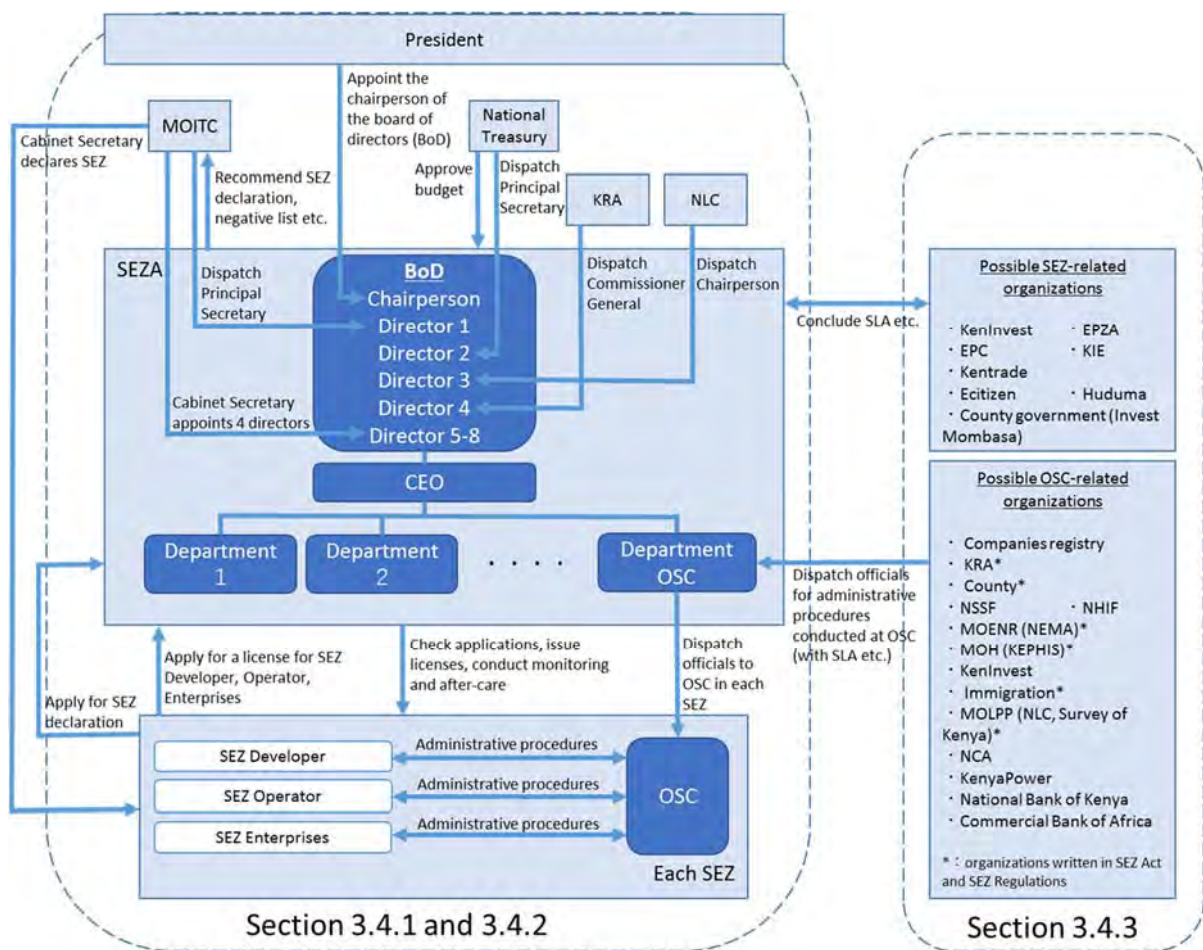 President
Appoint the
chairperson of
the board of
directors (BoD)
MOITC
National
Treasury
Cabinet Secretary
declares SEZ
Recommend SEZ
declaration,
negative list etc.
Approve
budget
Dispatch
Principal
Secretary
KRA
NLC
SEZA
Dispatch
Principal
Secretary
BoD
Chairperson
Director 1
Director 2
Director 3
Director 4
Director 5-8
Dispatch
Commissioner
General
Dispatch
Chairperson
Cabinet Secretary
appoints 4 directors
CEO
Department
1
Department
2
· · · ·
Department
OSC
Conclude SLA etc.
Possible SEZ-related
organizations
· KenInvest · EPZA
· EPC · KIE
· Kentrade
· Ecitizen · Huduma
· County government (Invest
Mombasa)
Possible OSC-related
organizations
· Companies registry
· KRA*
· County*
· NSSF · NHIF
· MOENR (NEMA)*
· MOH (KEPHIS)*
· KenInvest
· Immigration*
· MOLPP (NLC, Survey of
Kenya)*
· NCA
· KenyaPower
· National Bank of Kenya
· Commercial Bank of Africa
* : organizations written in SEZ Act
and SEZ Regulations
Dispatch officials
for administrative
procedures
conducted at OSC
(with SLA etc.)
Apply for SEZ
declaration
Apply for a license for SEZ
Developer, Operator,
Enterprises
Check applications, issue
licenses, conduct monitoring
and after-care
Dispatch
officials to
OSC in each
SEZ
SEZ Developer
Administrative procedures
SEZ Operator
Administrative procedures
SEZ Enterprises
Administrative procedures
OSC
Each SEZ
Section 3.4.1 and 3.4.2
Section 3.4.3